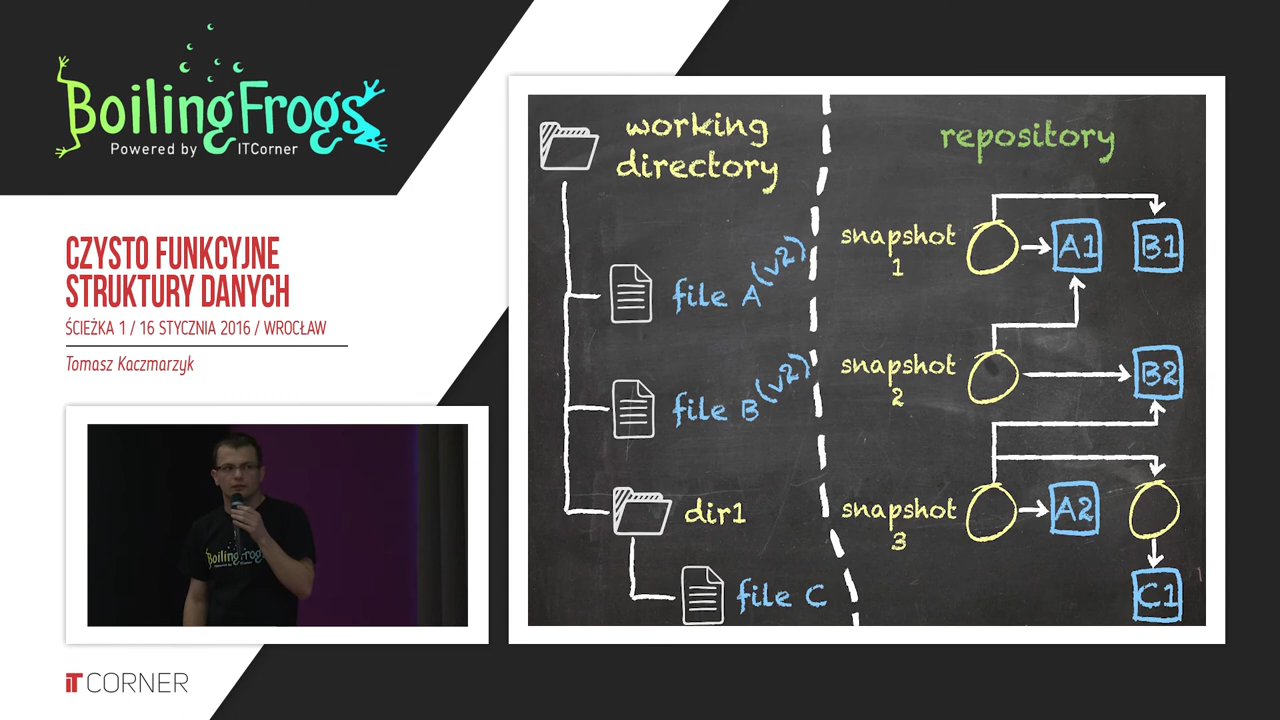 BoilingFrogs
Powered by ITCorner
CZYSTO FUNKCYJNE
STRUKTURY DANYCH
ŚCIEŻKA 1 / 16 STYCZNIA 2016 / WROCŁAW
Tomasz Kaczmarzyk
BoilingFrogs
iT CORNER
working
directory
file A (v2)
file B (v2)
dir1
file C
repository
snapshot
1
A1
B1
snapshot
2
B2
snapshot
3
A2
C1